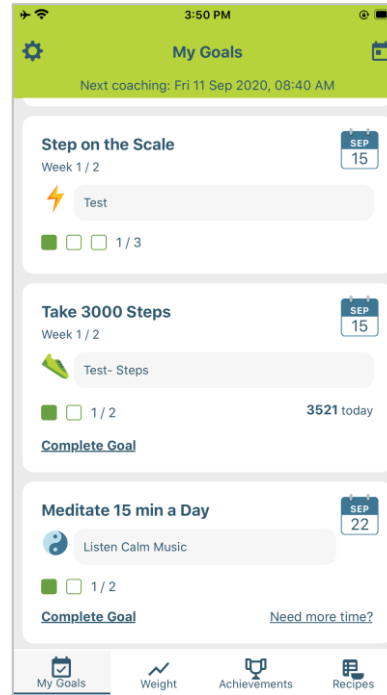 3:50 PM
My Goals
Next coaching: Fri 11 Sep 2020, 08:40 AM
Step on the Scale
SEP
15
Week 1 / 2
Test
1 / 3
Take 3000 Steps
SEP
15
Week 1 / 2
Test- Steps
1 / 2
3521 today
Complete Goal
Meditate 15 min a Day
SEP
22
Listen Calm Music
1 / 2
Complete Goal
Need more time?
My Goals
Weight
Achievements
Recipes